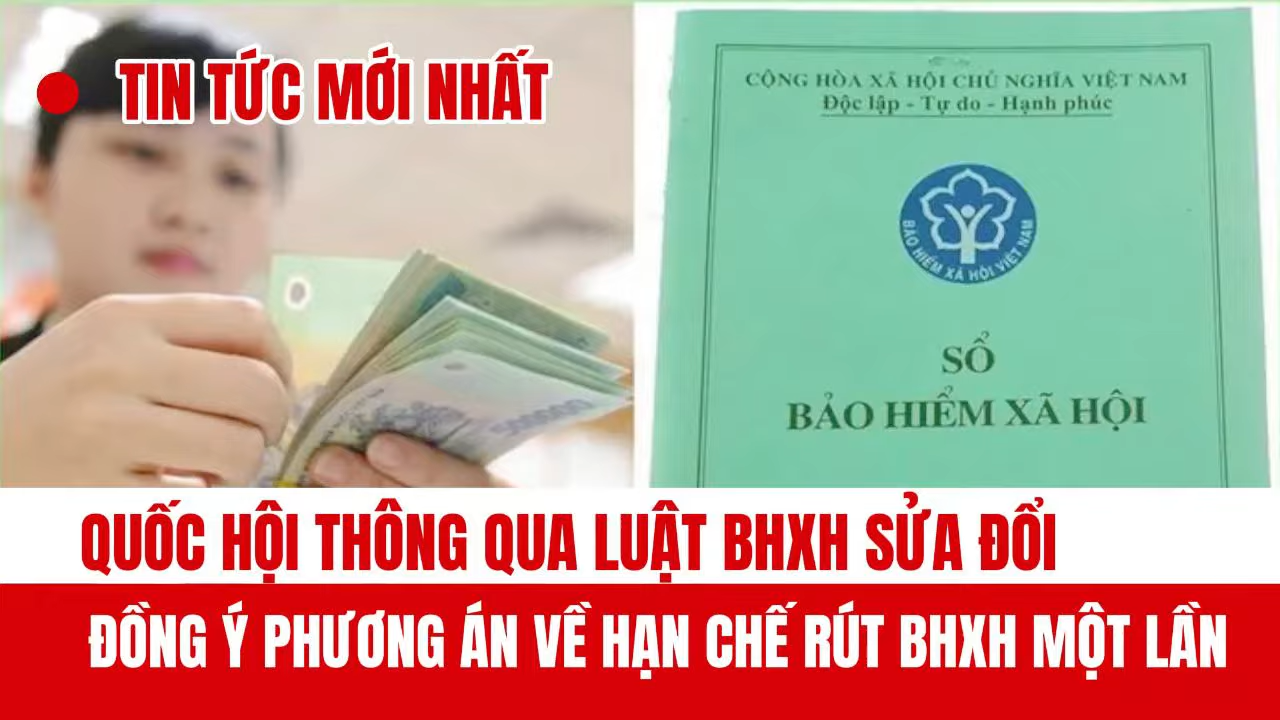 TIN TỨC MỚI NHẤT
CỘNG HÒA XÃ HỘI CHỦ NGHĨA VIỆT NAM
Độc lập - Tự do - Hạnh phúc
BẢO HIỂM XÃ HỘI VIỆT NAM
SỔ
BẢO HIỂM XÃ HỘI
500000
QUỐC HỘI THÔNG QUA LUẬT BHXH SỬA ĐỔI
ĐỒNG Ý PHƯƠNG ÁN VỀ HẠN CHẾ RÚT BHXH MỘT LẦN